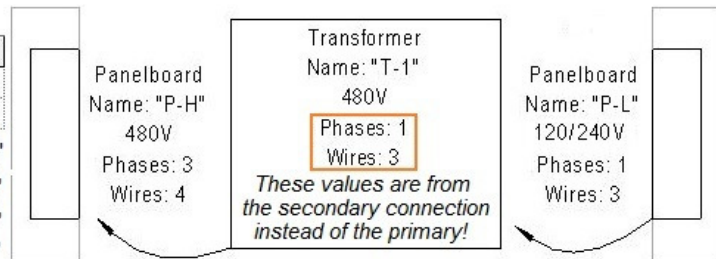 Panelboard
Name: "P-H"
480V
Phases: 3
Wires: 4
Transformer
Name: "T-1"
480V
Phases: 1
Wires: 3
These values are from
the secondary connection
instead of the primary!
Panelboard
Name: "P-L"
120/240V
Phases: 1
Wires: 3